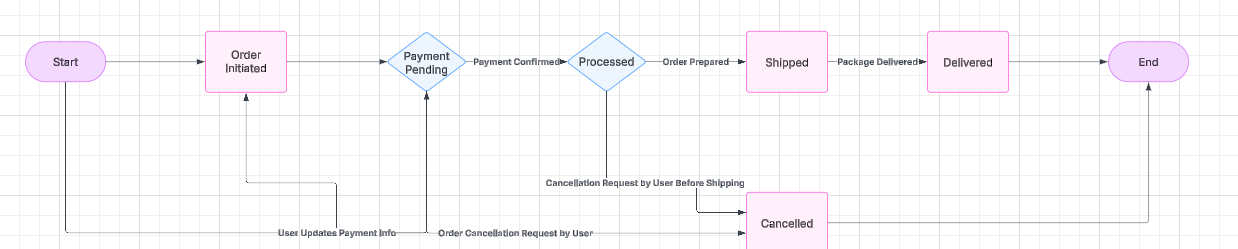 Start
Order
Initiated
Payment
Pending
Payment Confirmed
Processed
Order Prepared
Shipped
Package Delivered
Delivered
End
Cancellation Request by User Before Shipping
Cancelled
User Updates Payment Info
Order Cancellation Request by User